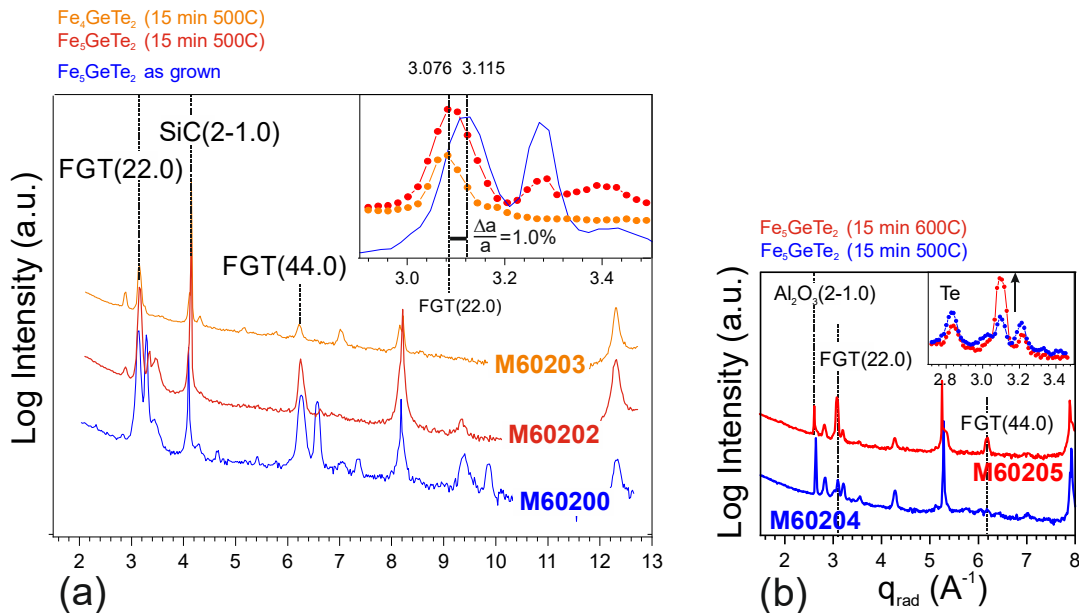 Fe₄GeTe₂ (15 min 500C)
Fe₅GeTe₂ (15 min 500C)
Fe₅GeTe₂ as grown
3.076 3.115
SiC(2-1.0)
FGT(22.0)
FGT(44.0)
Δa/a =1.0%
3.0 3.2 3.4
FGT(22.0)
M60203
M60202
M60200
Log Intensity (a.u.)
2 3 4 5 6 7 8 9 10 11 12 13
(a)
Fe₅GeTe₂ (15 min 600C)
Fe₅GeTe₂ (15 min 500C)
Al₂O₃(2-1.0)
Te
FGT(22.0)
2.8 3.0 3.2 3.4
FGT(44.0)
M60205
M60204
Log Intensity (a.u.)
2 3 4 5 6 7 8
(b)
q_rad (A⁻¹)